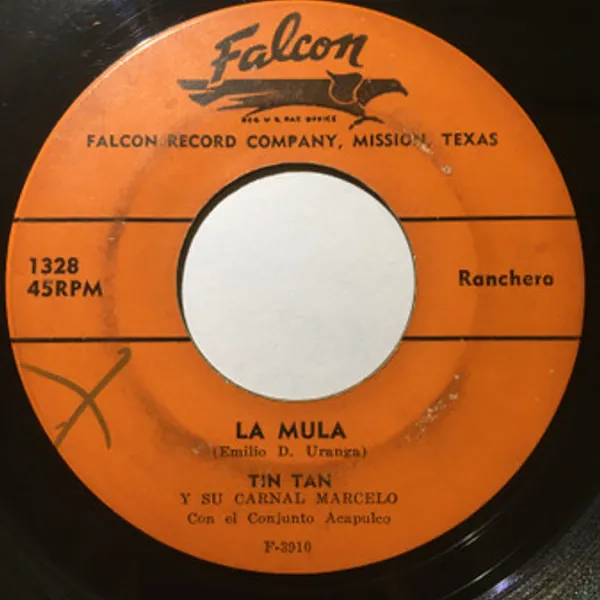 Falcon
REG U S PAT OFFICE
FALCON RECORD COMPANY, MISSION, TEXAS
1328
45RPM
Ranchera
LA MULA
(Emilio D. Uranga)
TIN TAN
Y SU CARNAL MARCELO
Con el Conjunto Acapulco
F-3910